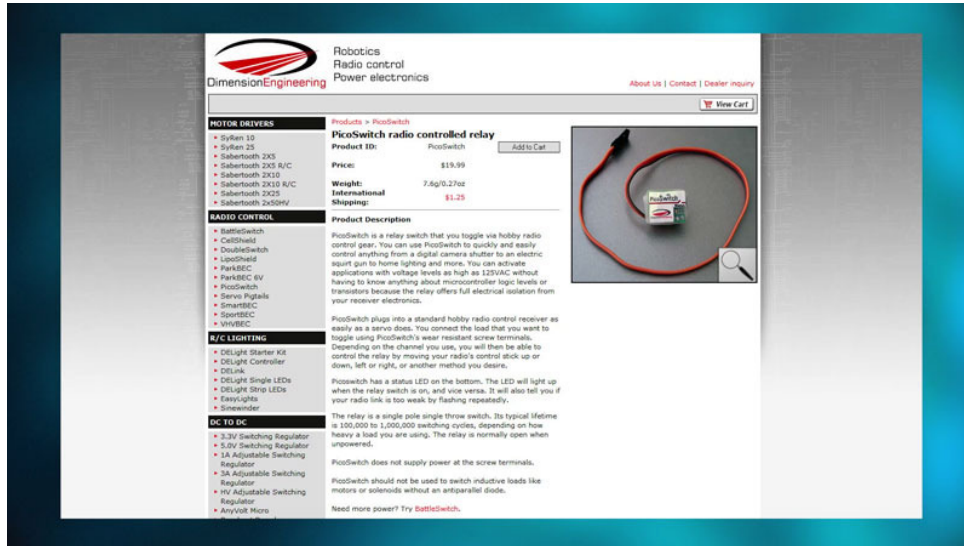 DimensionEngineering
Robotics
Radio control
Power electronics
About Us | Contact | Dealer inquiry
View Cart
MOTOR DRIVERS
SyRen 10
SyRen 25
Sabertooth 2X5
Sabertooth 2X5 R/C
Sabertooth 2X10
Sabertooth 2X10 R/C
Sabertooth 2X25
Sabertooth 2x50HV
RADIO CONTROL
BattleSwitch
CellShield
DoubleSwitch
LipoShield
ParkBEC
ParkBEC 6V
PicoSwitch
Servo Pigtails
SmartBEC
SportBEC
VHVBEC
R/C LIGHTING
DELight Starter Kit
DELight Controller
DELink
DELight Single LEDs
DELight Strip LEDs
EasyLights
Sinewinder
DC TO DC
3.3V Switching Regulator
5.0V Switching Regulator
1A Adjustable Switching
Regulator
3A Adjustable Switching
Regulator
HV Adjustable Switching
Regulator
AnyVolt Micro
Products > PicoSwitch
PicoSwitch radio controlled relay
Product ID: PicoSwitch Add to Cart
Price: $19.99
Weight: 7.6g/0.27oz
International
Shipping: $1.25
Product Description
PicoSwitch is a relay switch that you toggle via hobby radio
control gear. You can use PicoSwitch to quickly and easily
control anything from a digital camera shutter to an electric
squirt gun to home lighting and more. You can activate
applications with voltage levels as high as 125VAC without
having to know anything about microcontroller logic levels or
transistors because the relay offers full electrical isolation from
your receiver electronics.
PicoSwitch plugs into a standard hobby radio control receiver as
easily as a servo does. You connect the load that you want to
toggle using PicoSwitch's wear resistant screw terminals.
Depending on the channel you use, you will then be able to
control the relay by moving your radio's control stick up or
down, left or right, or another method you desire.
Picoswitch has a status LED on the bottom. The LED will light up
when the relay switch is on, and vice versa. It will also tell you if
your radio link is too weak by flashing repeatedly.
The relay is a single pole single throw switch. Its typical lifetime
is 100,000 to 1,000,000 switching cycles, depending on how
heavy a load you are using. The relay is normally open when
unpowered.
PicoSwitch does not supply power at the screw terminals.
PicoSwitch should not be used to switch inductive loads like
motors or solenoids without an antiparallel diode.
Need more power? Try BattleSwitch.
PicoSwitch